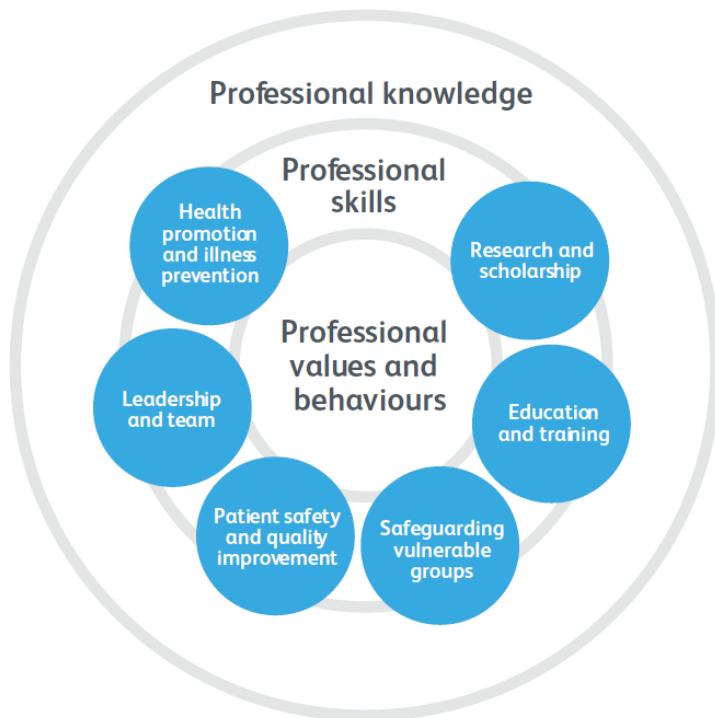 Professional knowledge
Professional
skills
Health
promotion
and illness
prevention
Research and
scholarship
Professional
values and
behaviours
Leadership
and team
Education
and training
Patient safety
and quality
improvement
Safeguarding
vulnerable
groups